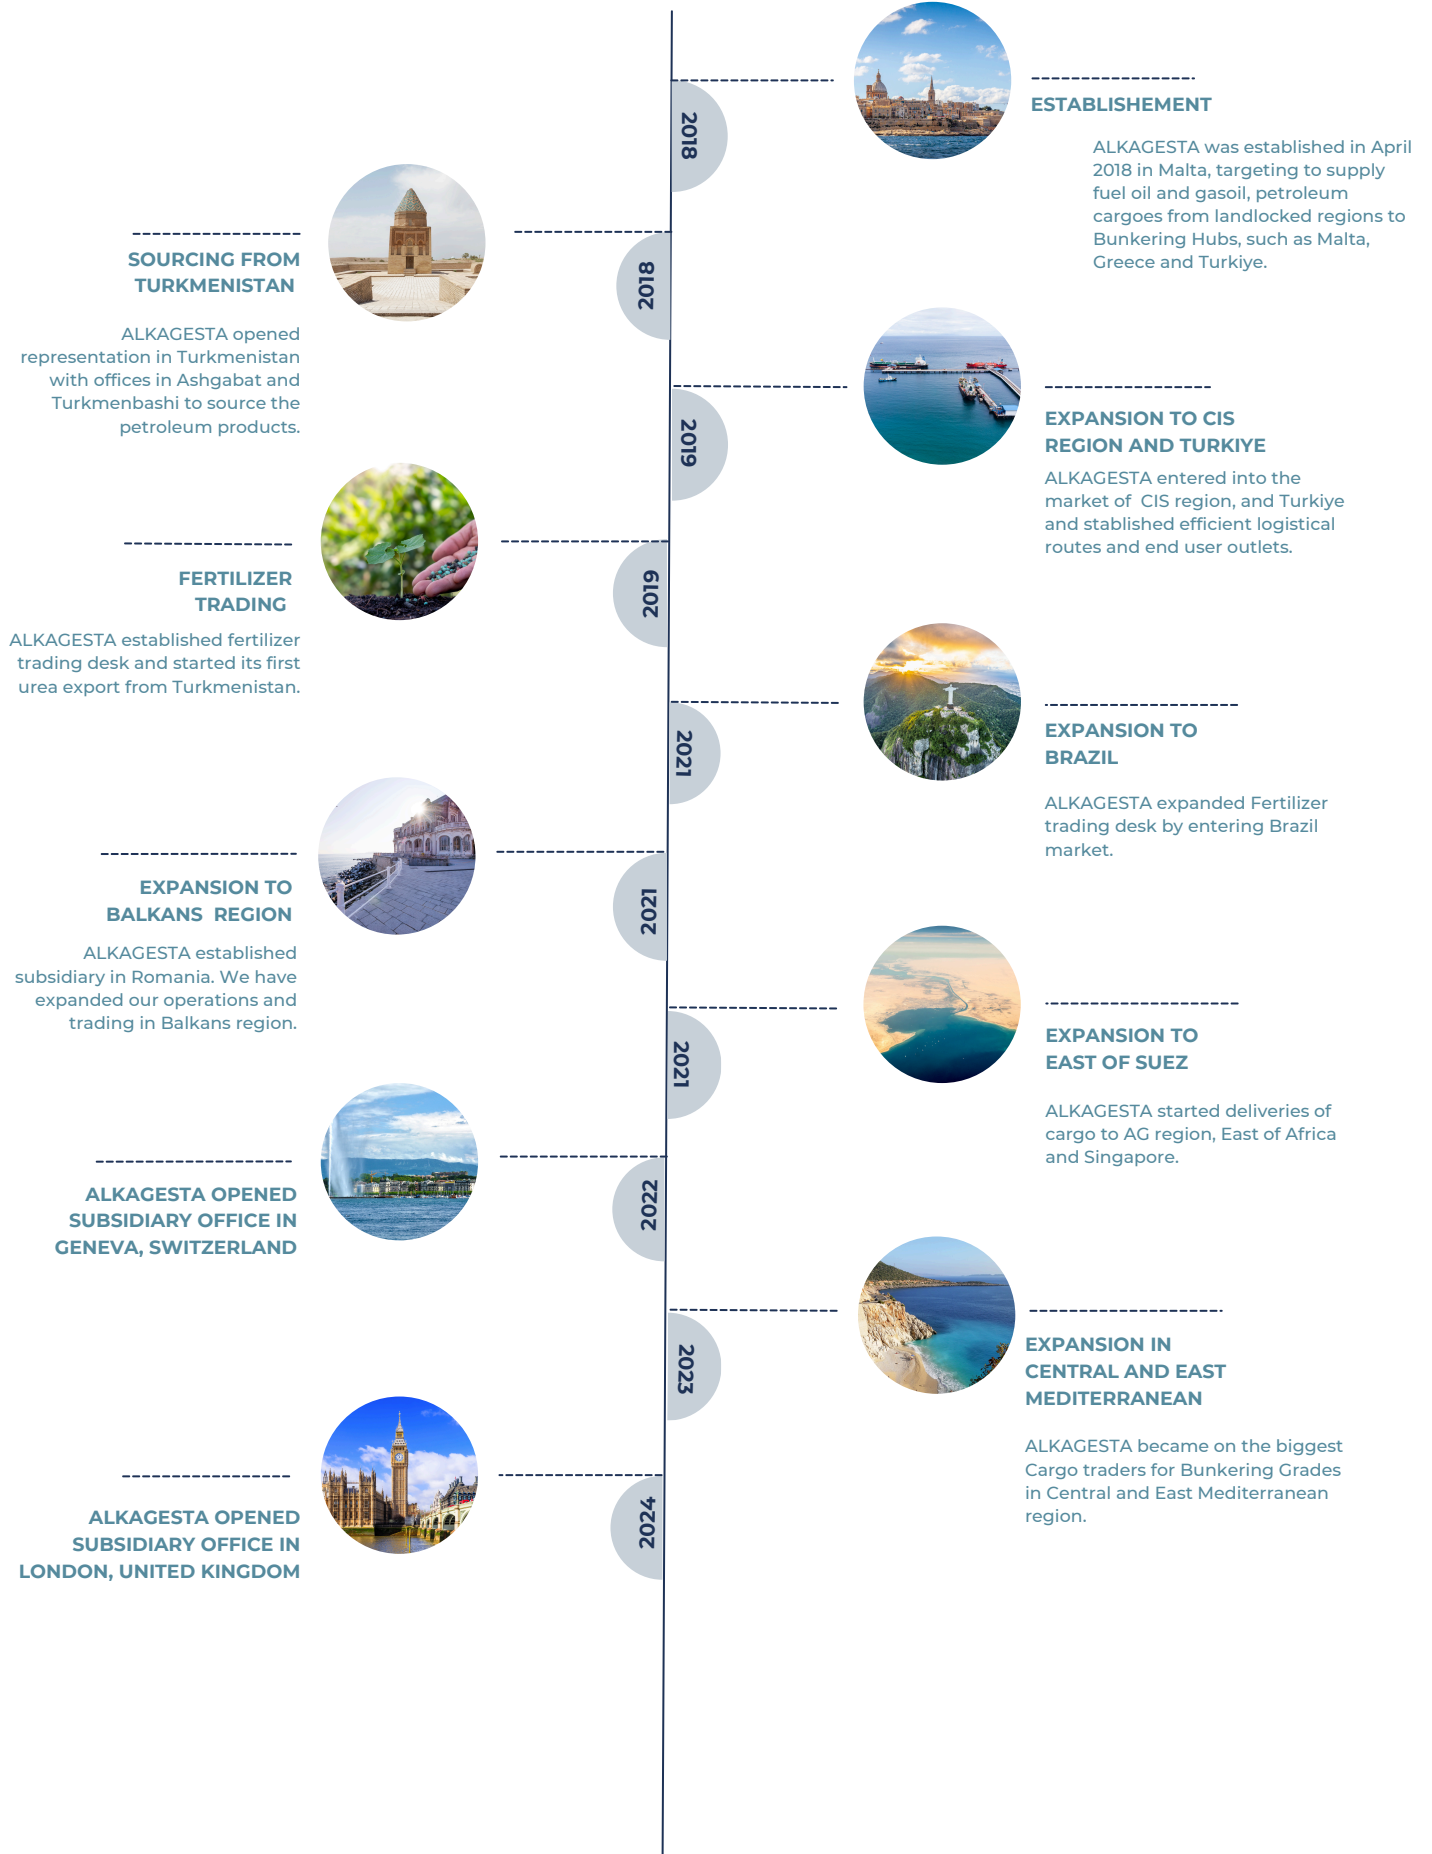 2018
ESTABLISHEMENT
ALKAGESTA was established in April
2018 in Malta, targeting to supply
fuel oil and gasoil, petroleum
cargoes from landlocked regions to
Bunkering Hubs, such as Malta,
Greece and Turkiye.
2018
SOURCING FROM
TURKMENISTAN
ALKAGESTA opened
representation in Turkmenistan
with offices in Ashgabat and
Turkmenbashi to source the
petroleum products.
2019
EXPANSION TO CIS
REGION AND TURKIYE
ALKAGESTA entered into the
market of CIS region, and Turkiye
and stablished efficient logistical
routes and end user outlets.
2019
FERTILIZER
TRADING
ALKAGESTA established fertilizer
trading desk and started its first
urea export from Turkmenistan.
2021
EXPANSION TO
BRAZIL
ALKAGESTA expanded Fertilizer
trading desk by entering Brazil
market.
2021
EXPANSION TO
BALKANS REGION
ALKAGESTA established
subsidiary in Romania. We have
expanded our operations and
trading in Balkans region.
2021
EXPANSION TO
EAST OF SUEZ
ALKAGESTA started deliveries of
cargo to AG region, East of Africa
and Singapore.
2022
ALKAGESTA OPENED
SUBSIDIARY OFFICE IN
GENEVA, SWITZERLAND
2023
EXPANSION IN
CENTRAL AND EAST
MEDITERRANEAN
ALKAGESTA became on the biggest
Cargo traders for Bunkering Grades
in Central and East Mediterranean
region.
2024
ALKAGESTA OPENED
SUBSIDIARY OFFICE IN
LONDON, UNITED KINGDOM